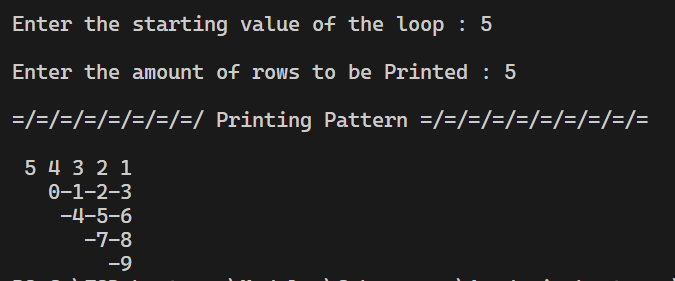 Enter the starting value of the loop : 5
Enter the amount of rows to be Printed : 5
=/=/=/=/=/=/=/=/ Printing Pattern =/=/=/=/=/=/=/=/=/=
5 4 3 2 1
0-1-2-3
-4-5-6
-7-8
-9